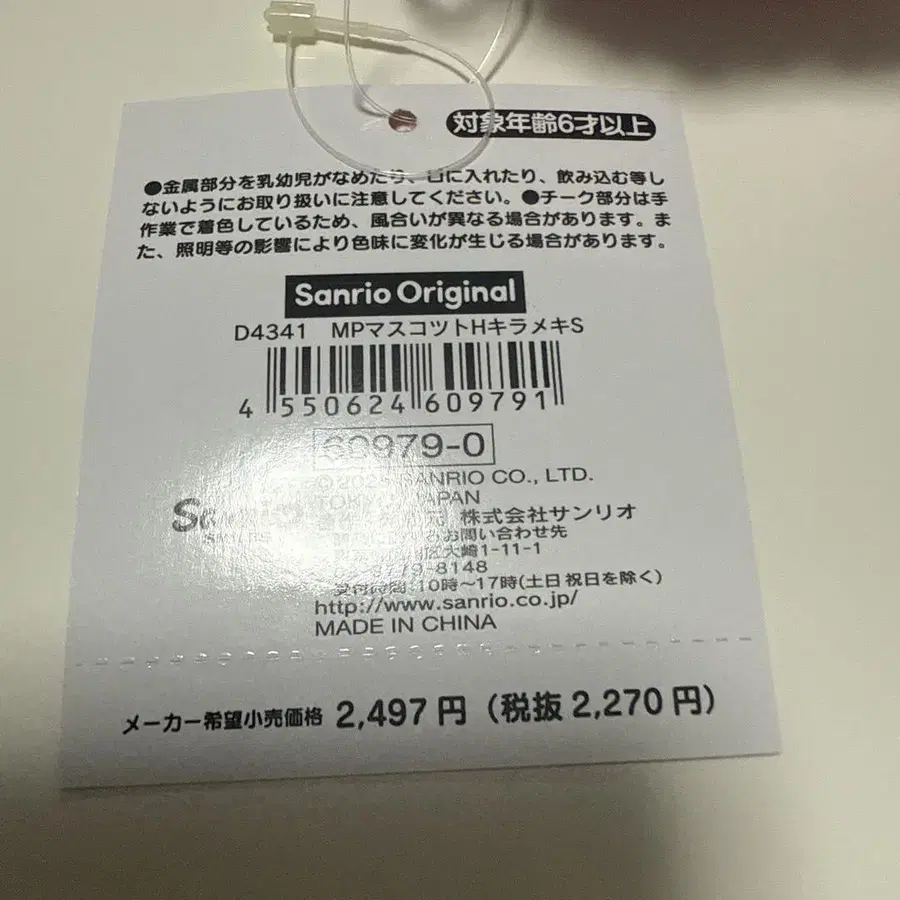 対象年齢6才以上
●金属部分を乳幼児がなめたり、口に入れたり、飲み込む等し
ないようにお取り扱いに注意してください。●チーク部分は手
作業で着色しているため、風合いが異なる場合があります。ま
た、照明等の影響により色味に変化が生じる場合があります。
Sanrio Original
D4341 MPマスコツトHキラメキS
4 550624 609791
60979-0
SANRIO CO., LTD.
TOKYO JAPAN
株式会社サンリオ
お問い合わせ先
大崎1-11-1
8148
受付時間:10時〜17時(土日祝日を除く)
http://www.sanrio.co.jp/
MADE IN CHINA
メーカー希望小売価格 2,497円 (税抜 2,270円)